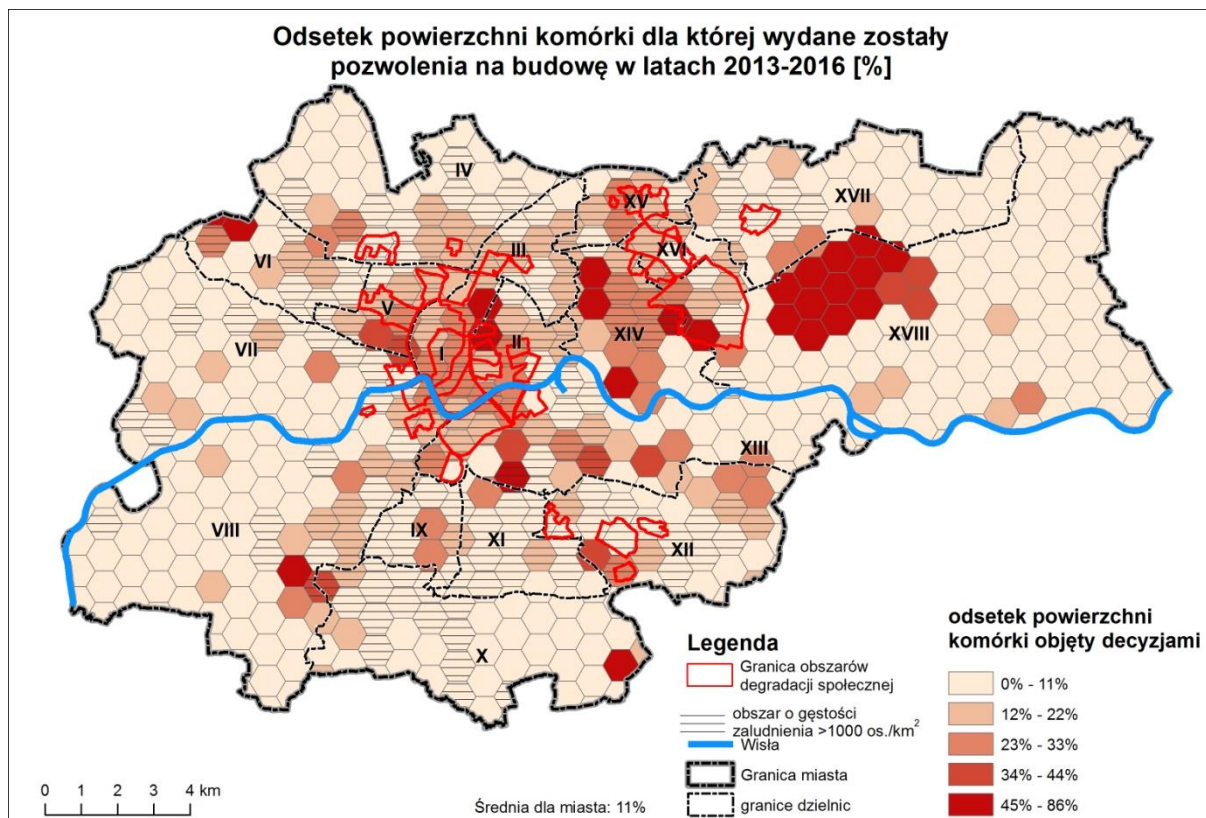 Odsetek powierzchni komórki dla której wydane zostały
pozwolenia na budowę w latach 2013-2016 [%]
IV
XVII
XV
III
XVI
VI
V
XVIII
VII
XIV
II
I
XIII
VIII
IX
XI
XII
X
Legenda
Granica obszarów
degradacji społecznej
obszar o gęstości
zaludnienia >1000 os./km²
Wisła
Granica miasta
granice dzielnic
odsetek powierzchni
komórki objęty decyzjami
0% - 11%
12% - 22%
23% - 33%
34% - 44%
45% - 86%
0 1 2 4 km
Średnia dla miasta: 11%